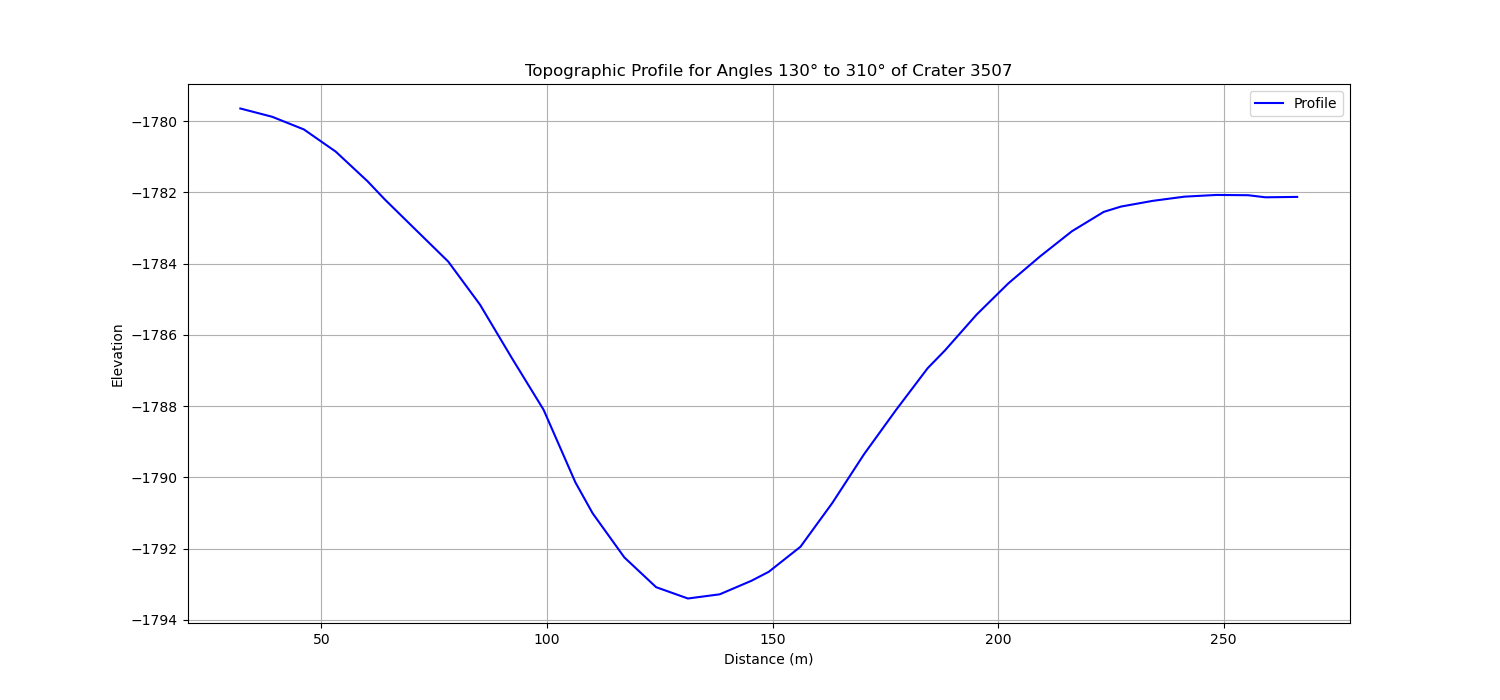 Topographic Profile for Angles 130° to 310° of Crater 3507
Profile
−1780
−1782
−1784
−1786
−1788
−1790
−1792
−1794
Elevation
50 100 150 200 250
Distance (m)